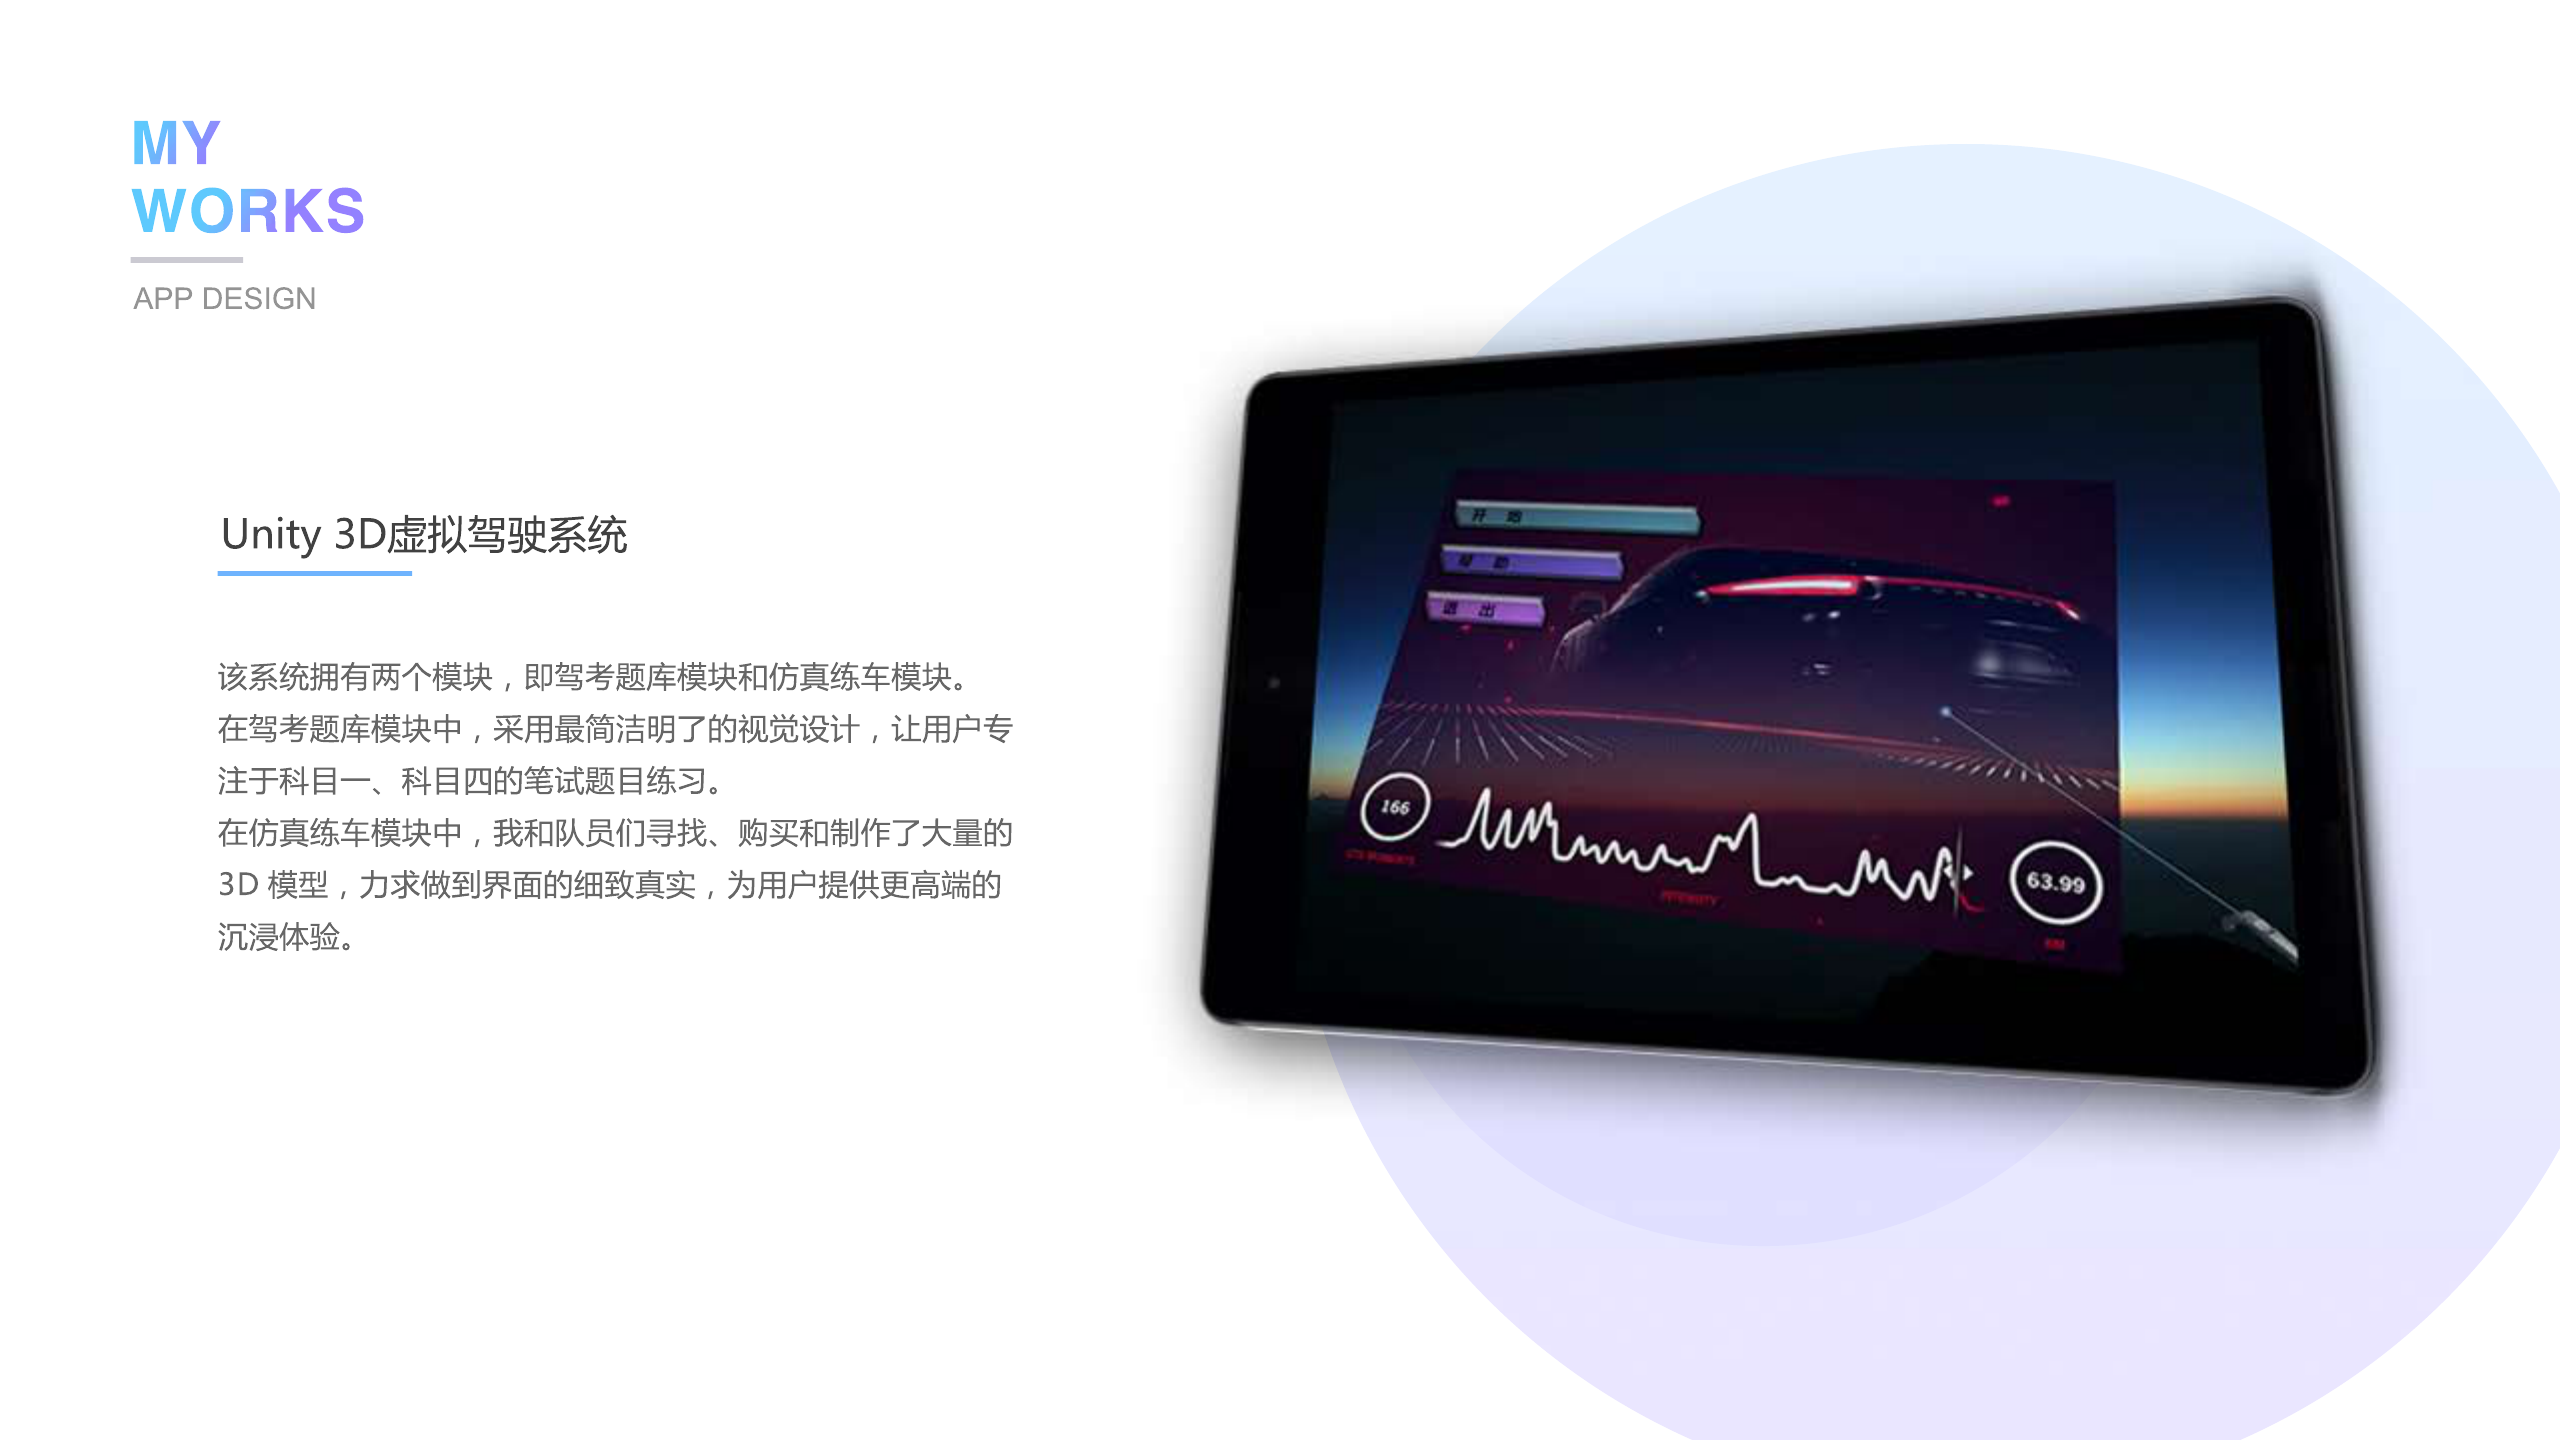 MY
WORKS
APP DESIGN
Unity 3D虚拟驾驶系统
该系统拥有两个模块，即驾考题库模块和仿真练车模块。
在驾考题库模块中，采用最简洁明了的视觉设计，让用户专
注于科目一、科目四的笔试题目练习。
在仿真练车模块中，我和队员们寻找、购买和制作了大量的
3D 模型，力求做到界面的细致真实，为用户提供更高端的
沉浸体验。
开 始
帮 助
退 出
166
INTENSITY
63.99
KM